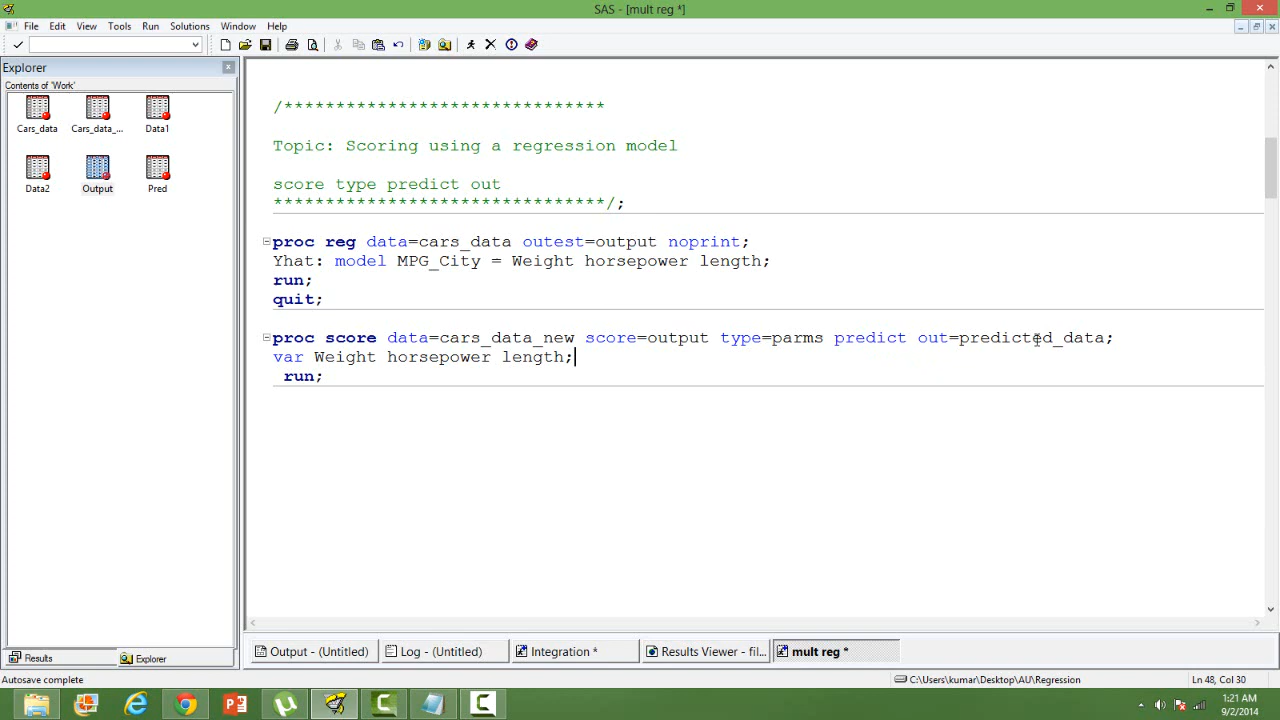 SAS - [mult reg *]
File Edit View Tools Run Solutions Window Help
Explorer
Contents of 'Work'
Cars_data Cars_data_... Data1
Data2 Output Pred
/*******************************
Topic: Scoring using a regression model
score type predict out
********************************/;
proc reg data=cars_data outest=output noprint;
Yhat: model MPG_City = Weight horsepower length;
run;
quit;
proc score data=cars_data_new score=output type=parms predict out=predicted_data;
var Weight horsepower length;
run;
Results Explorer
Output - (Untitled) Log - (Untitled) Integration * Results Viewer - fil... mult reg *
Autosave complete C:\Users\kumar\Desktop\AU\Regression Ln 48, Col 30
1:21 AM
9/2/2014